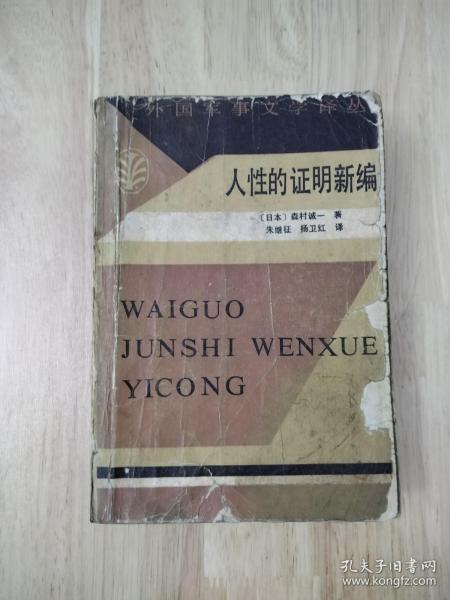 外国军事文学译丛
人性的证明新编
〔日本〕森村诚一 著
朱继征 杨卫红 译
WAIGUO
JUNSHI WENXUE
YICONG
孔夫子旧书网
www.kongfz.com